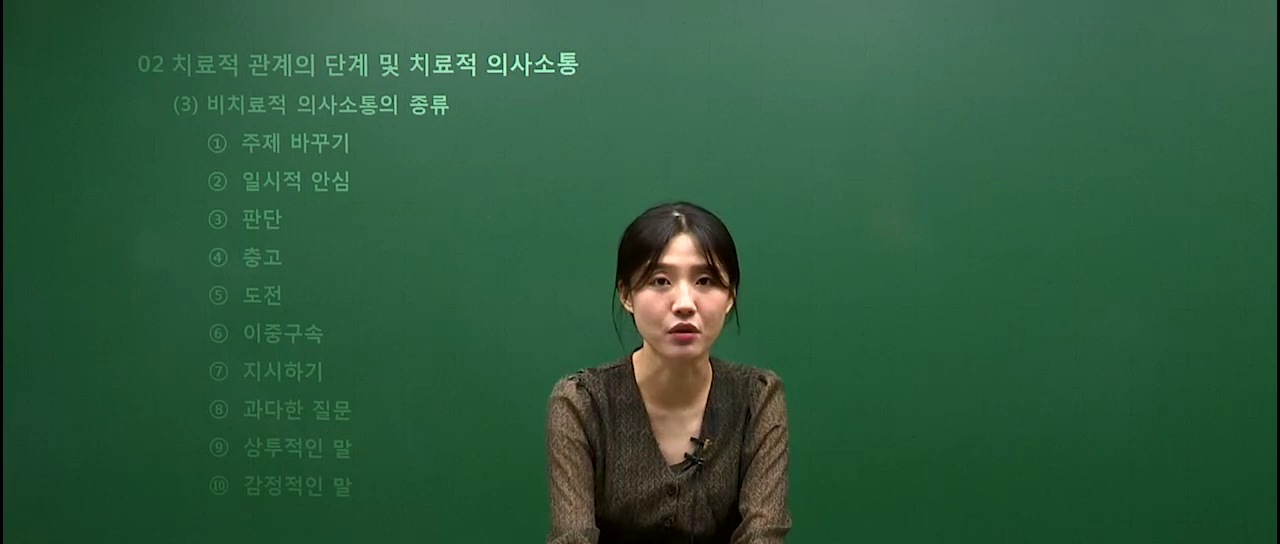 02 치료적 관계의 단계 및 치료적 의사소통
(3) 비치료적 의사소통의 종류
① 주제 바꾸기
② 일시적 안심
③ 판단
④ 충고
⑤ 도전
⑥ 이중구속
⑦ 지시하기
⑧ 과다한 질문
⑨ 상투적인 말
⑩ 감정적인 말